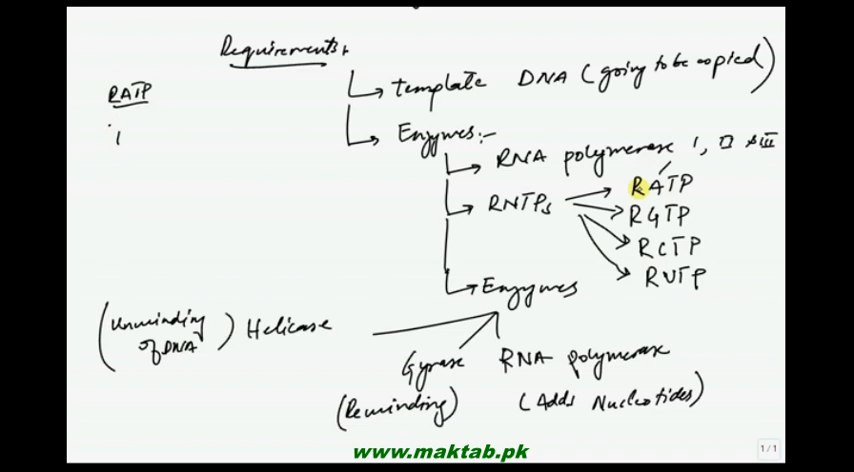 Requirements:
RATP
Template DNA (going to be copied)
i
Enzymes:-
RNA polymerase I, II & III
RNTPs
RATP
RGTP
RCTP
RUTP
Enzymes
(Unwinding of DNA) Helicase
Gyrase
(Rewinding)
RNA polymerase
(Adds Nucleotides)
www.maktab.pk
1/1